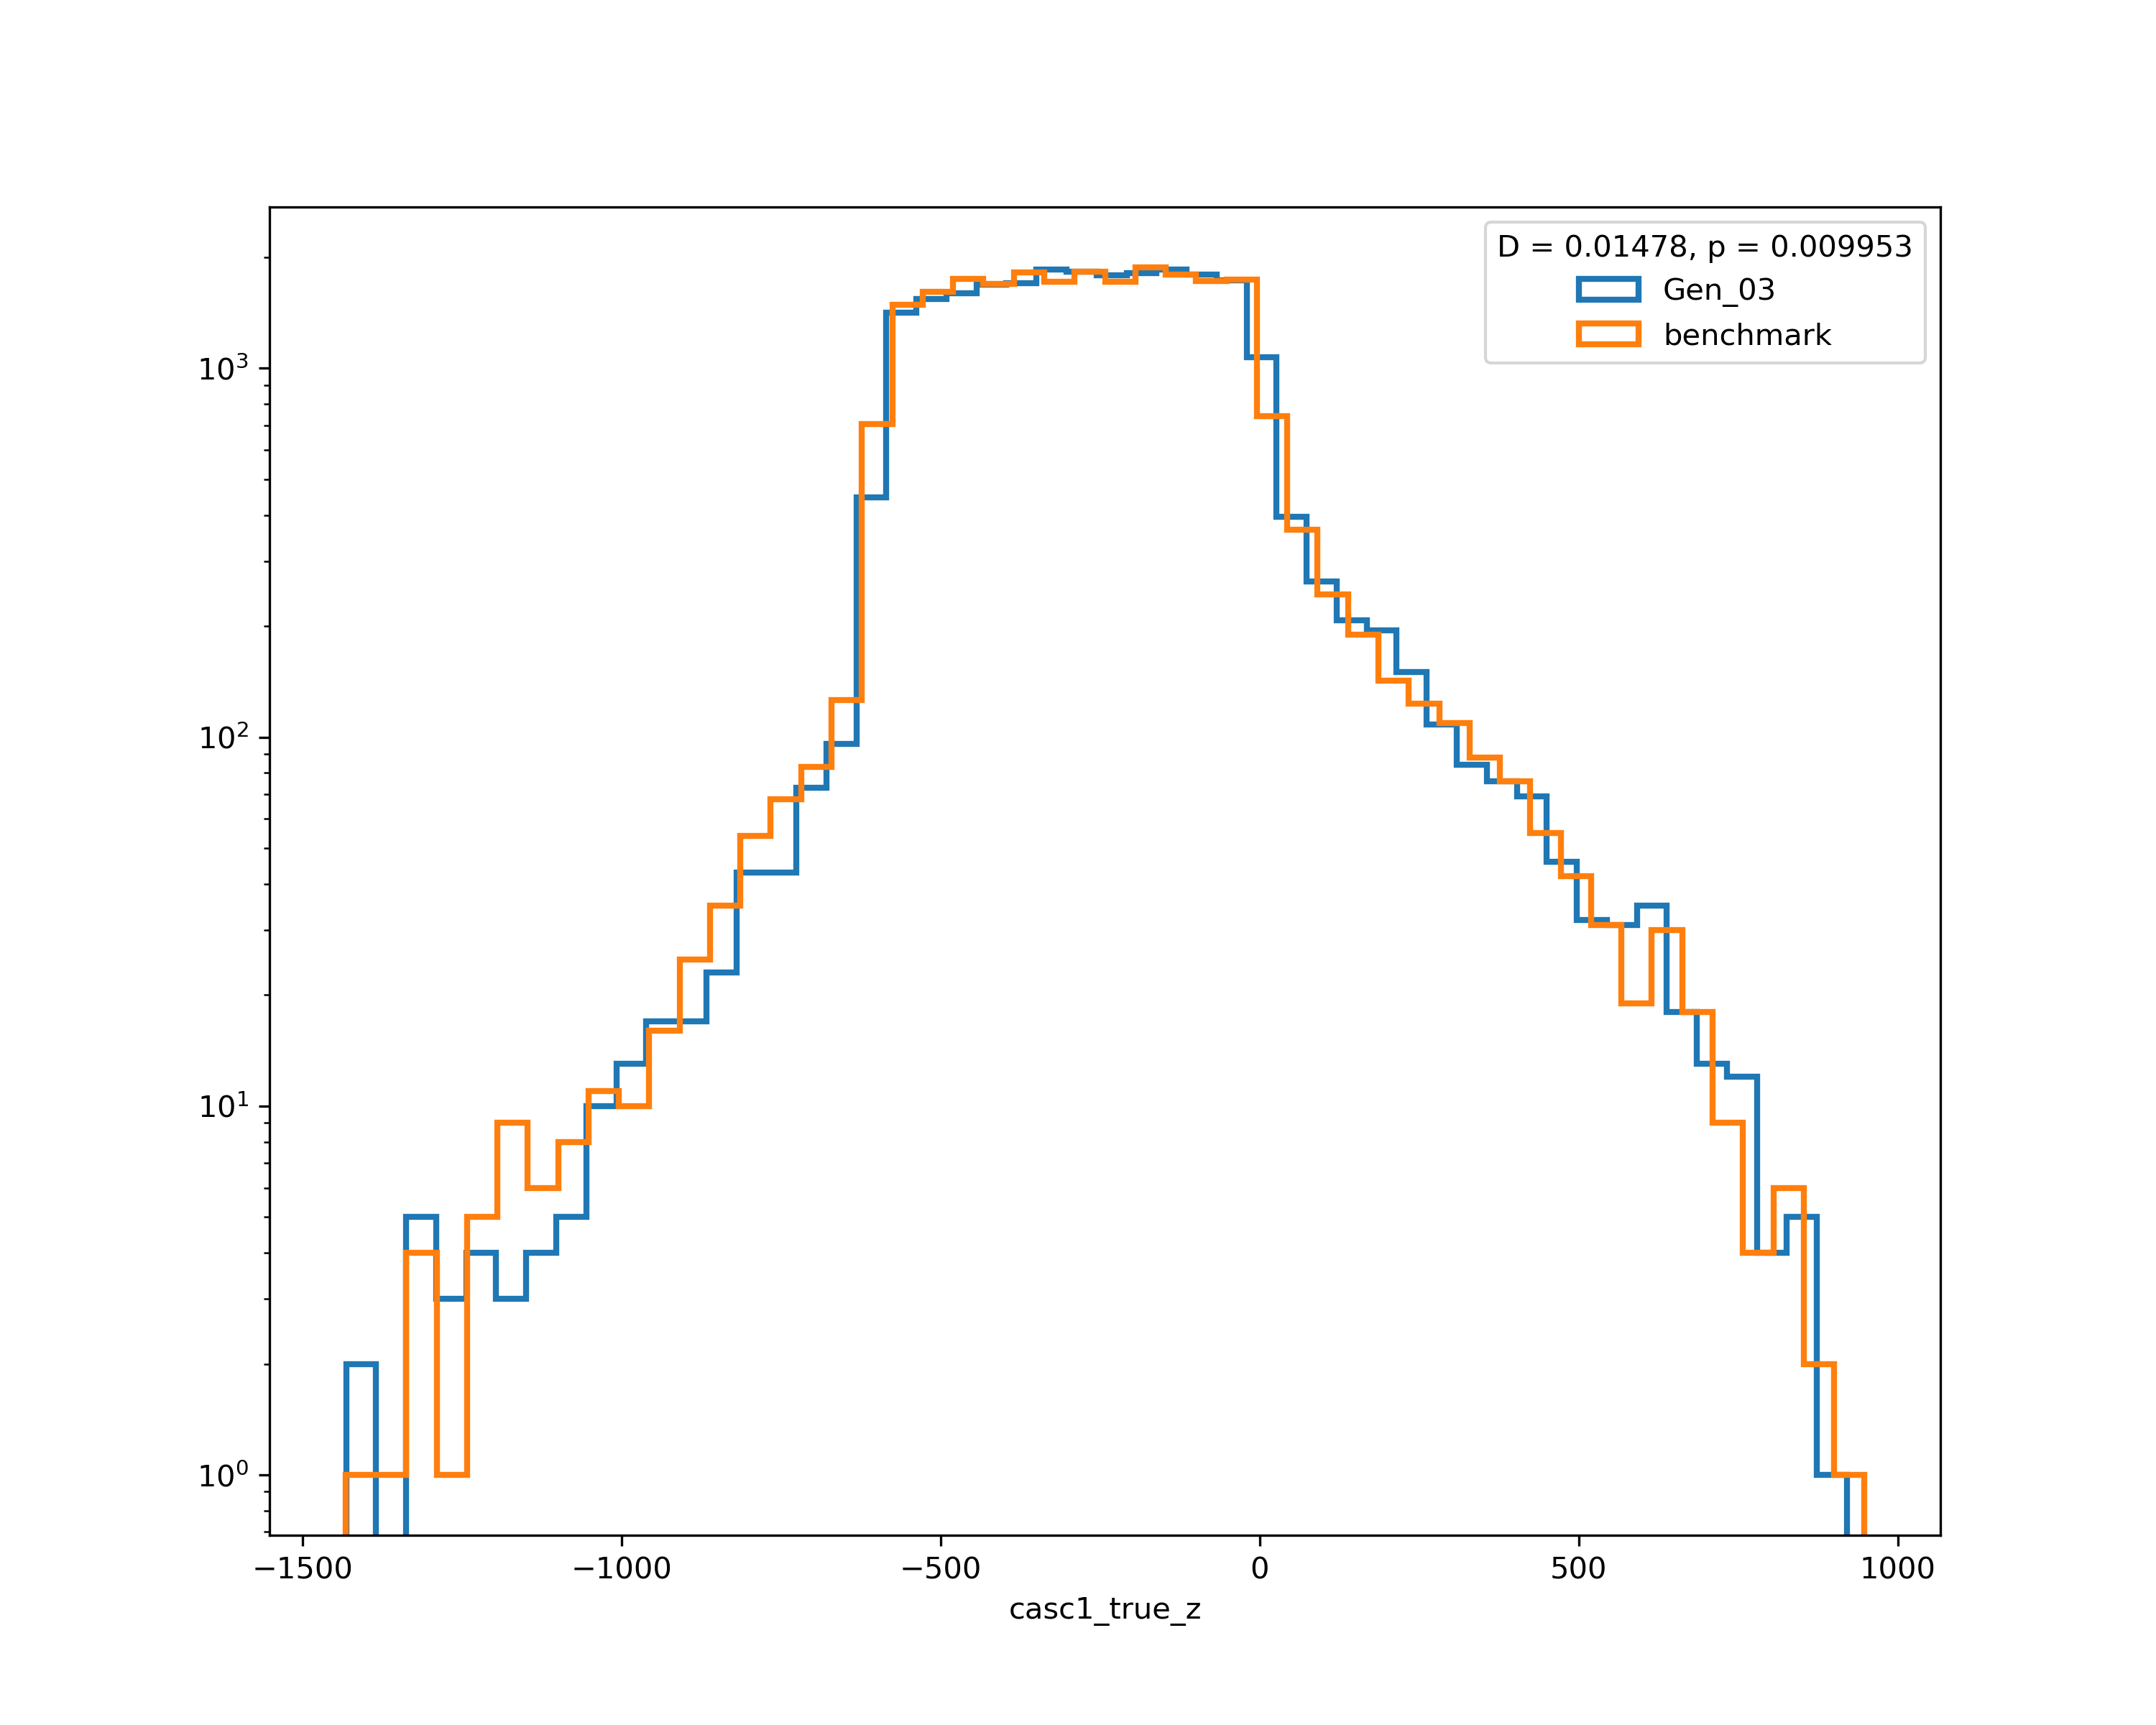 D = 0.01478, p = 0.009953
Gen_03
benchmark
10³
10²
10¹
10⁰
−1500 −1000 −500 0 500 1000
casc1_true_z